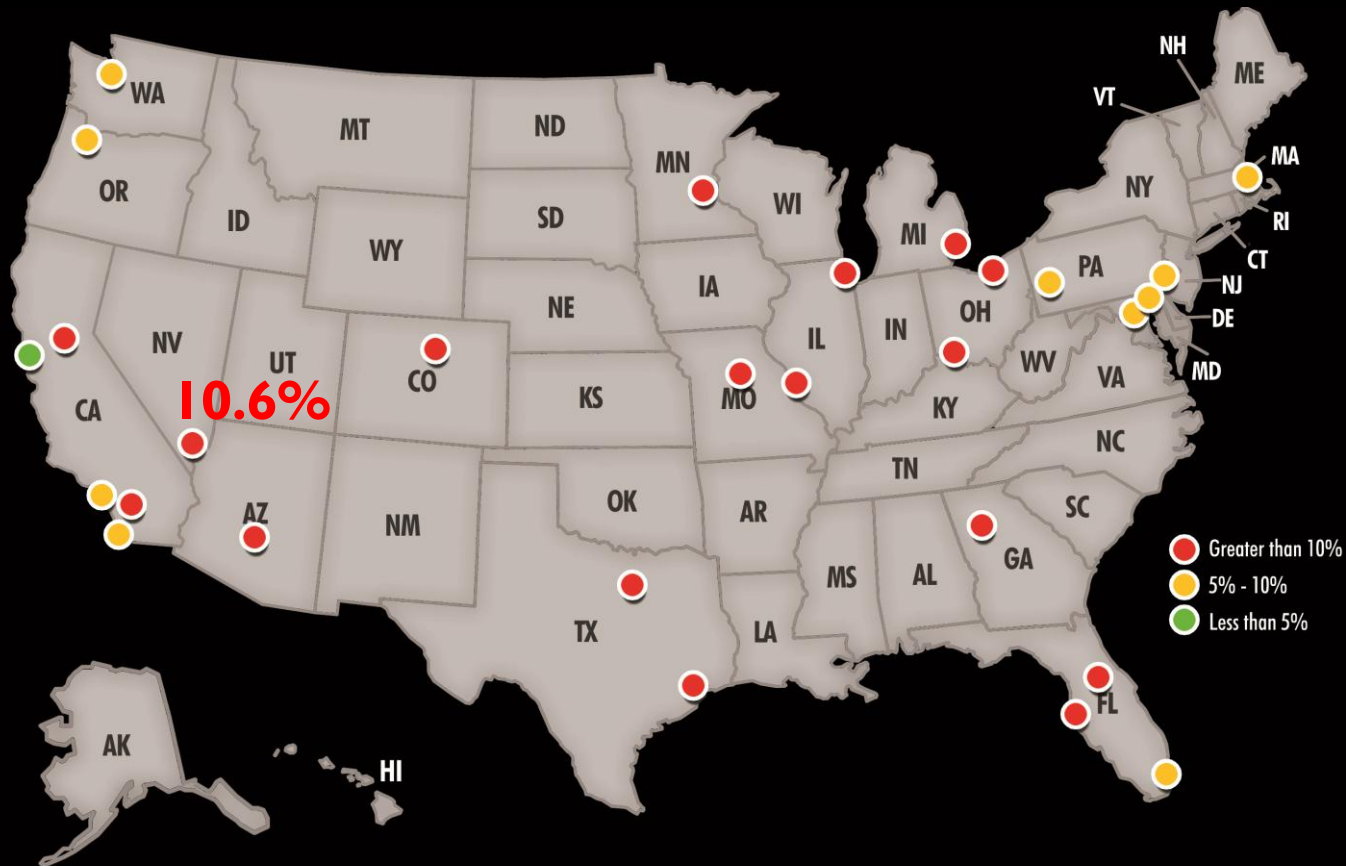 NH
ME
WA
VT
MT
ND
MN
MA
OR
NY
ID
SD
WI
RI
MI
WY
PA
CT
IA
NJ
NE
OH
DE
NV
UT
IL
IN
WV
CO
MD
VA
10.6%
KS
MO
KY
CA
NC
TN
OK
AZ
NM
AR
SC
Greater than 10%
GA
MS
AL
5% - 10%
TX
LA
Less than 5%
FL
AK
HI